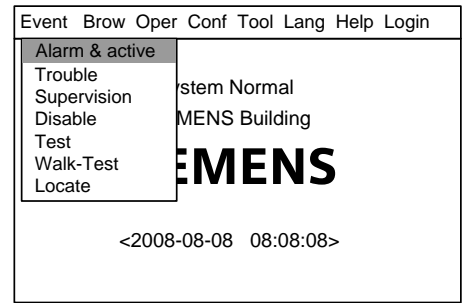 Event Brow Oper Conf Tool Lang Help Login
Alarm & active
Trouble
Supervision
Disable
Test
Walk-Test
Locate
stem Normal
MENS Building
EMENS
<2008-08-08 08:08:08>